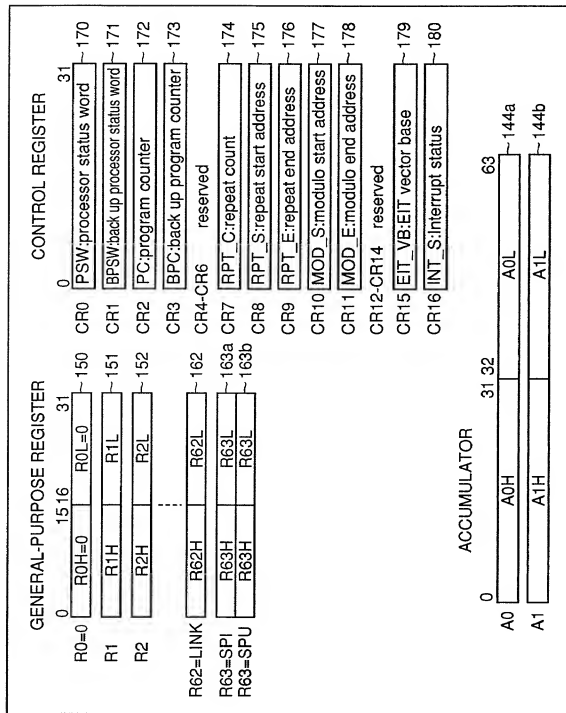 GENERAL-PURPOSE REGISTER
0 1516 31
R0=0 R0H=0 R0L=0 150
R1 R1H R1L 151
R2 R2H R2L 152
R62=LINK R62H R62L 162
R63=SPI R63H R63L 163a
R63=SPU R63H R63L 163b
CONTROL REGISTER
0 31
CR0 PSW:processor status word 170
CR1 BPSW:back up processor status word 171
CR2 PC:program counter 172
CR3 BPC:back up program counter 173
CR4-CR6 reserved
CR7 RPT_C:repeat count 174
CR8 RPT_S:repeat start address 175
CR9 RPT_E:repeat end address 176
CR10 MOD_S:modulo start address 177
CR11 MOD_E:modulo end address 178
CR12-CR14 reserved
CR15 EIT_VB:EIT vector base 179
CR16 INT_S:Interrupt status 180
ACCUMULATOR
0 31 32 63
A0 A0H A0L 144a
A1 A1H A1L 144b